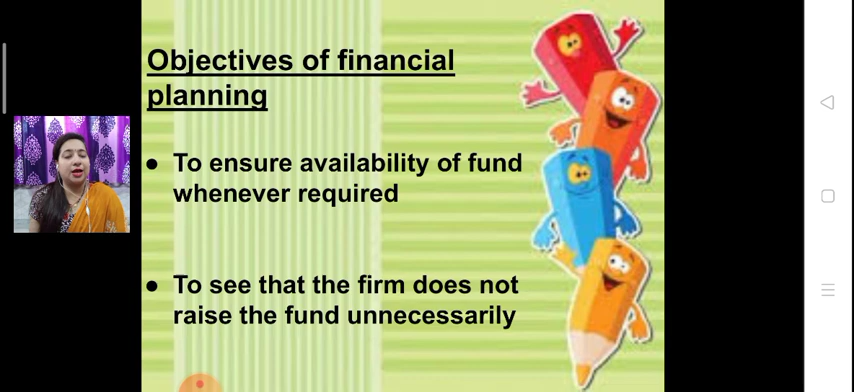 Objectives of financial
planning
● To ensure availability of fund
whenever required
● To see that the firm does not
raise the fund unnecessarily